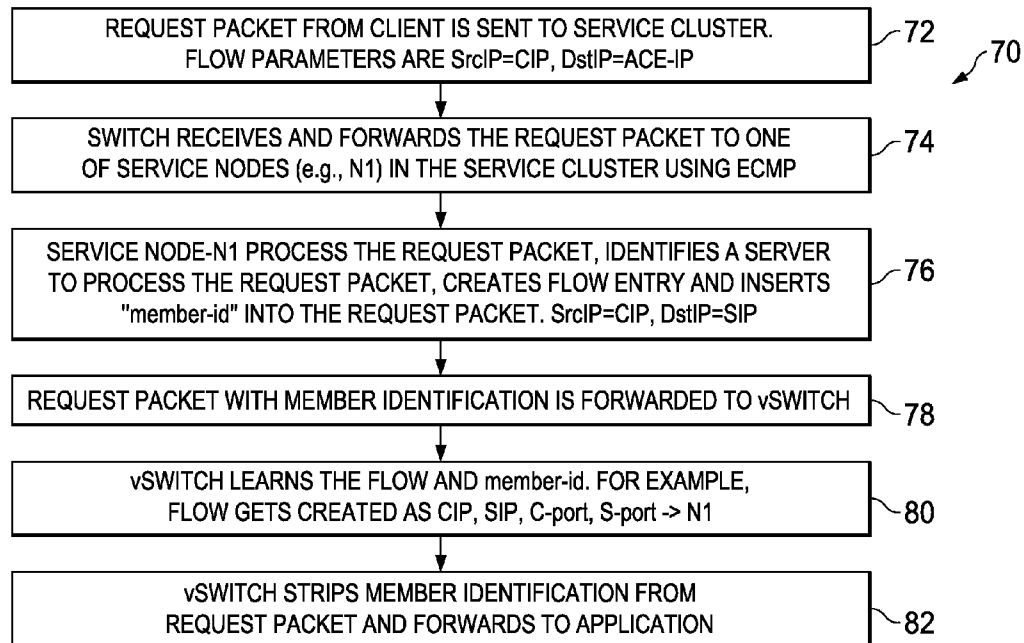 REQUEST PACKET FROM CLIENT IS SENT TO SERVICE CLUSTER.
FLOW PARAMETERS ARE SrcIP=CIP, DstIP=ACE-IP
72
70
SWITCH RECEIVES AND FORWARDS THE REQUEST PACKET TO ONE
OF SERVICE NODES (e.g., N1) IN THE SERVICE CLUSTER USING ECMP
74
SERVICE NODE-N1 PROCESS THE REQUEST PACKET, IDENTIFIES A SERVER
TO PROCESS THE REQUEST PACKET, CREATES FLOW ENTRY AND INSERTS
"member-id" INTO THE REQUEST PACKET. SrcIP=CIP, DstIP=SIP
76
REQUEST PACKET WITH MEMBER IDENTIFICATION IS FORWARDED TO vSWITCH
78
vSWITCH LEARNS THE FLOW AND member-id. FOR EXAMPLE,
FLOW GETS CREATED AS CIP, SIP, C-port, S-port -> N1
80
vSWITCH STRIPS MEMBER IDENTIFICATION FROM
REQUEST PACKET AND FORWARDS TO APPLICATION
82